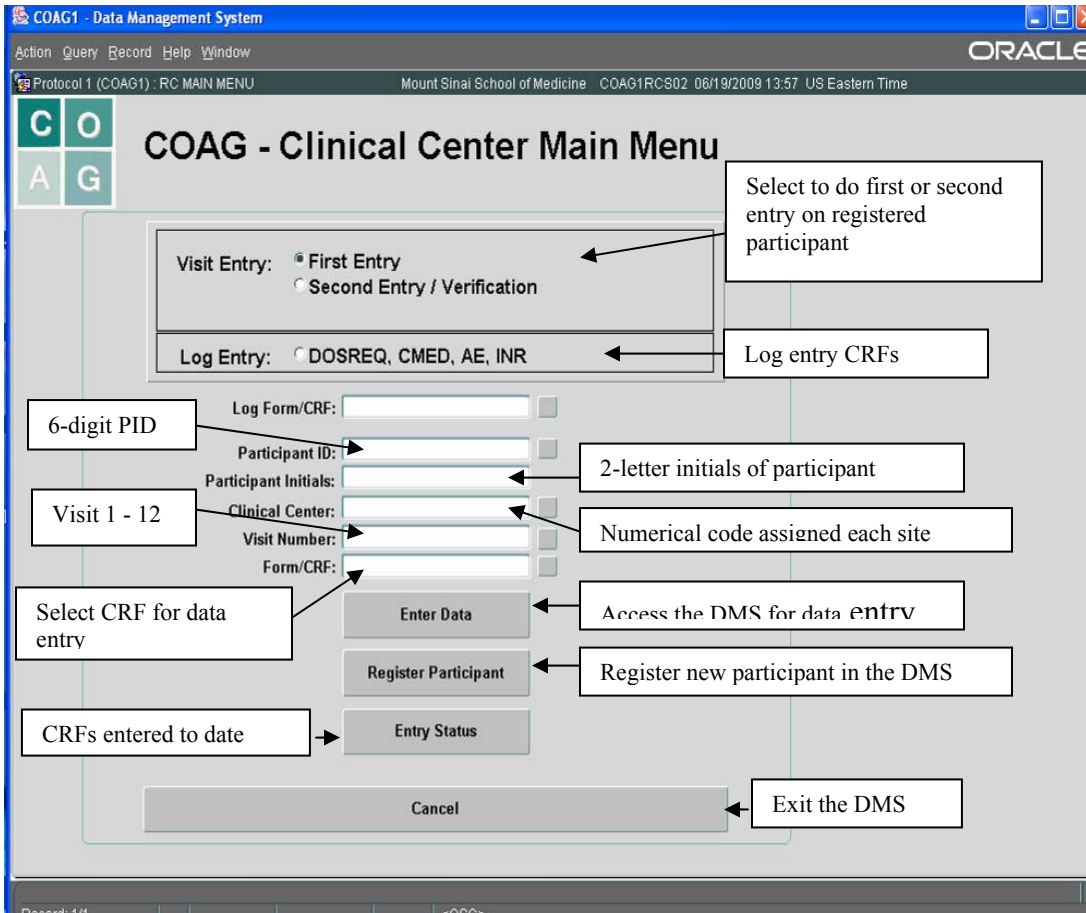 COAG1 - Data Management System
Action Query Record Help Window
ORACLE
Protocol 1 (COAG1) : RC MAIN MENU Mount Sinai School of Medicine COAG1RCS02 06/19/2009 13:57 US Eastern Time
C O
A G
COAG - Clinical Center Main Menu
Select to do first or second
entry on registered
participant
Visit Entry: First Entry
Second Entry / Verification
Log Entry: DOSREQ, CMED, AE, INR
Log entry CRFs
Log Form/CRF:
6-digit PID
Participant ID:
2-letter initials of participant
Participant Initials:
Visit 1 - 12
Clinical Center:
Numerical code assigned each site
Visit Number:
Form/CRF:
Select CRF for data
entry
Enter Data
Access the DMS for data entry
Register Participant
Register new participant in the DMS
CRFs entered to date
Entry Status
Cancel
Exit the DMS
Record: 1/1 <OSC>